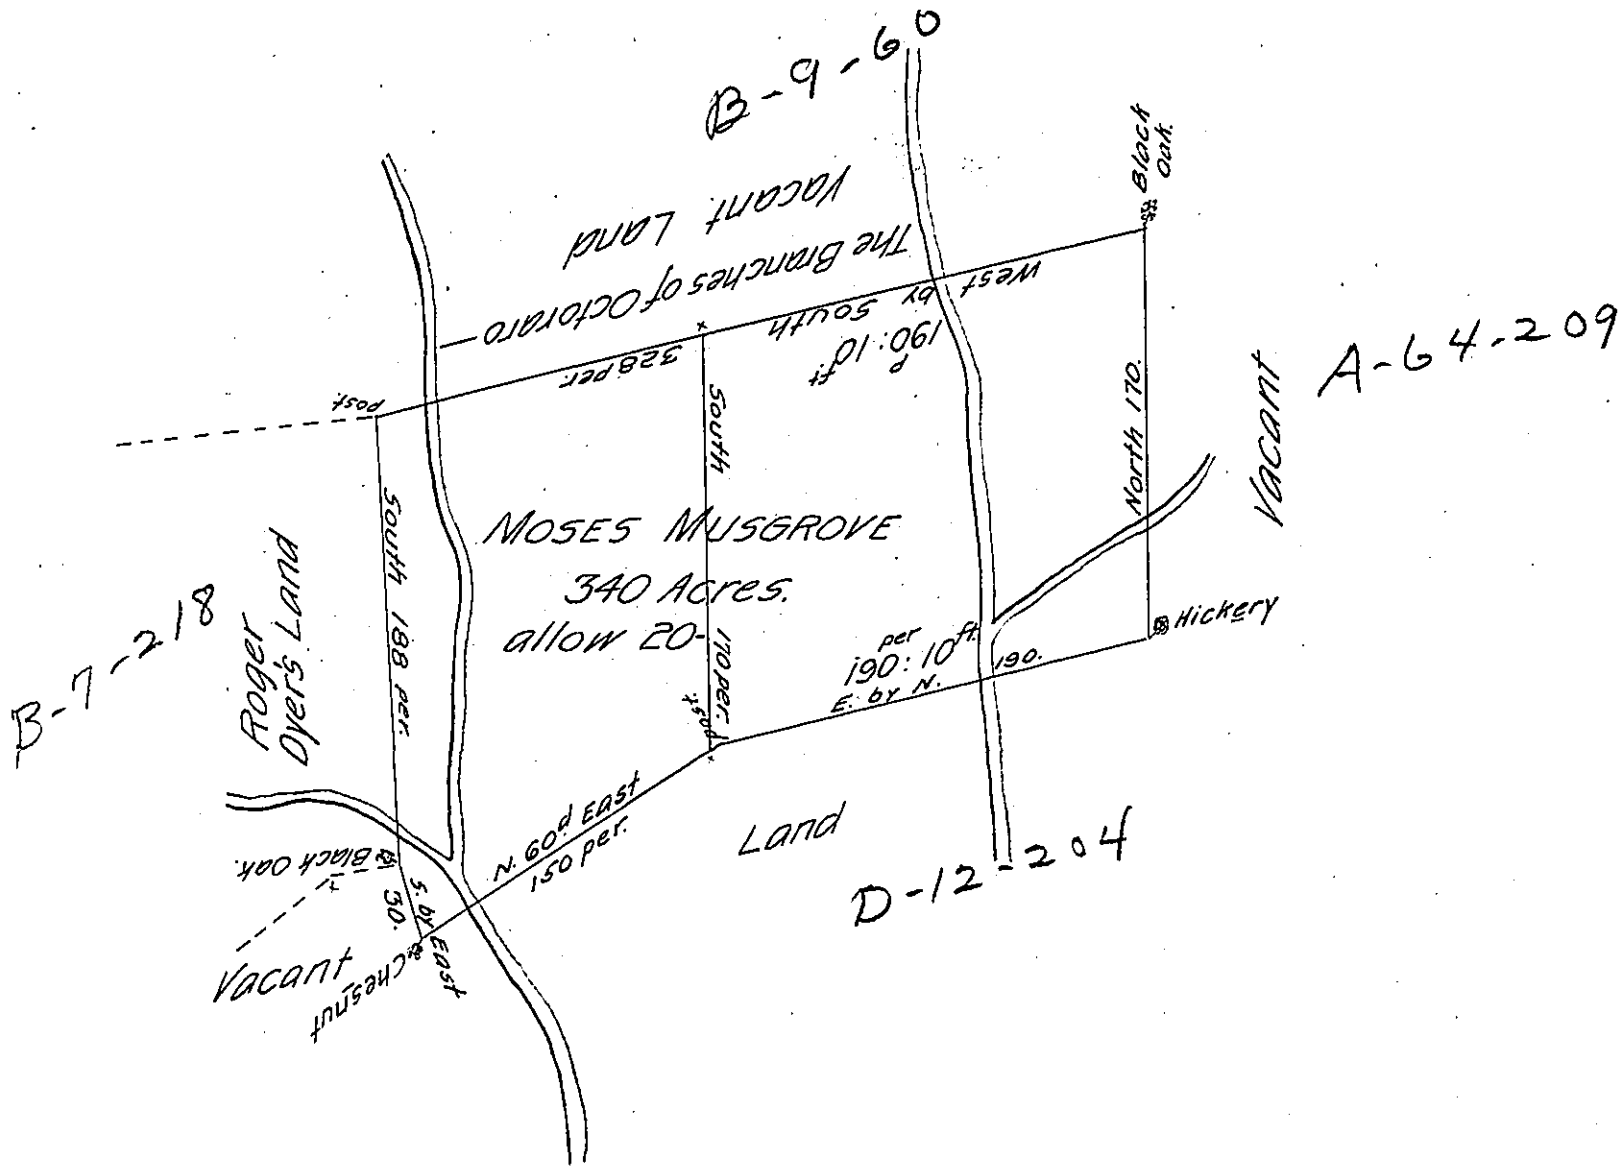 B-9-60
Black
Oak.
Vacant Land
The Branches of Octoraro
West by South
190:10
P ft
328 per.
Post.
A-64-209
Vacant
North 170.
South
170 per.
South 188 per.
MOSES MUSGROVE
340 Acres.
allow 20-
Roger
Dyer's Land
B-7-218
Hickery
per
190:10 ft.
190.
E. by N.
Post.
N. 60d East
150 per.
Land
D-12-204
Black Oak.
S. by East
30.
Vacant
Chesnut